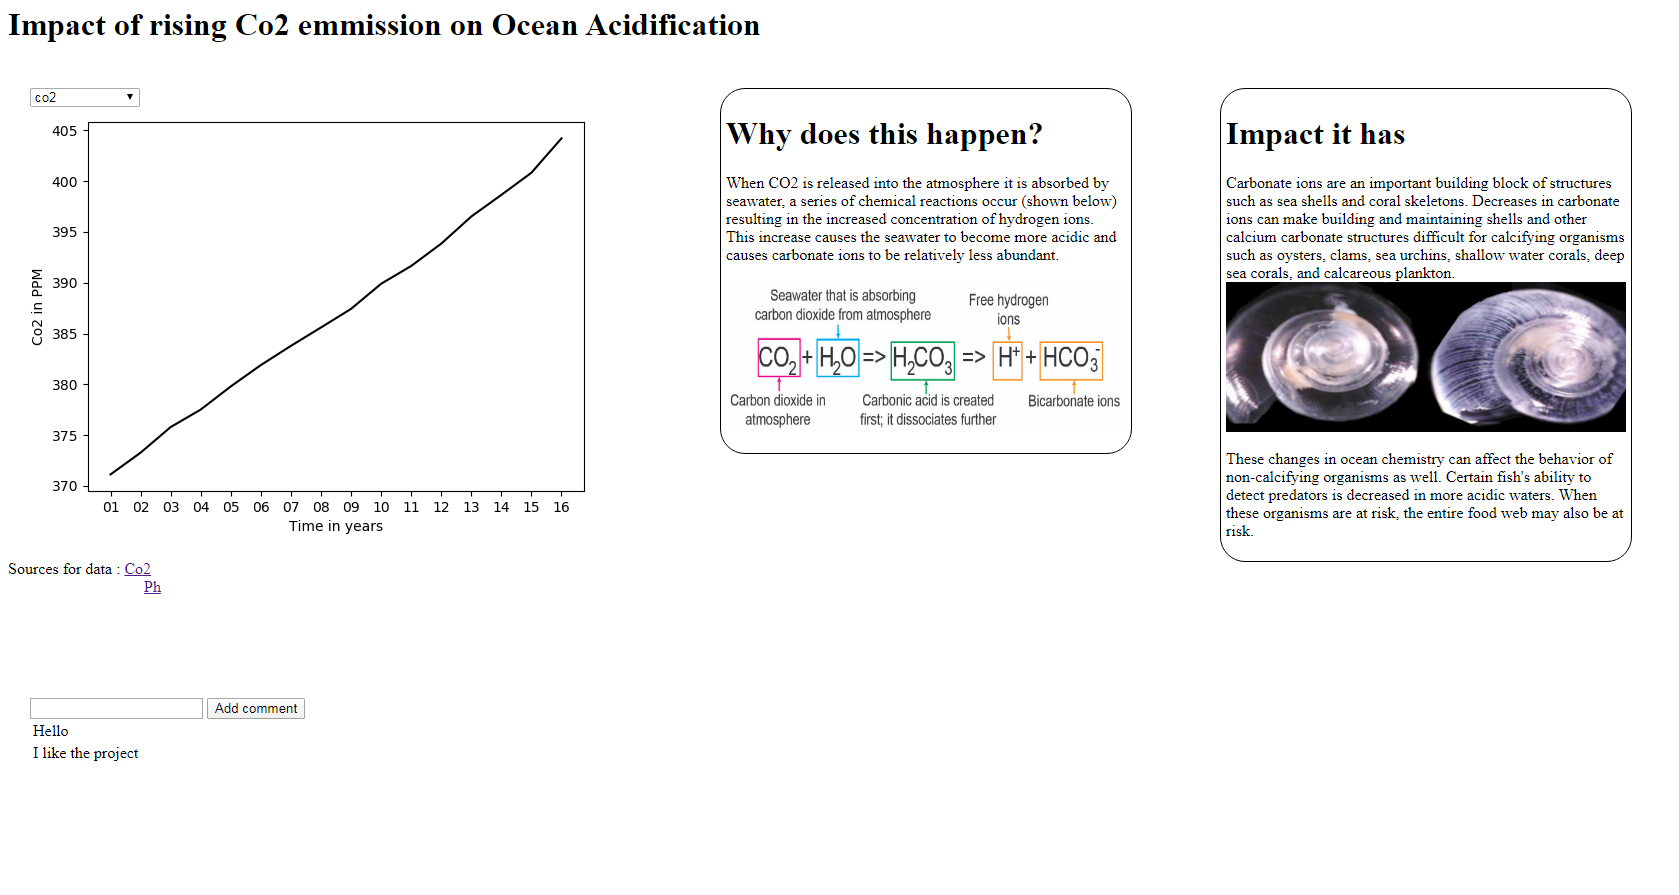 Impact of rising Co2 emmission on Ocean Acidification
co2
405
400
395
390
385
380
375
370
Co2 in PPM
01 02 03 04 05 06 07 08 09 10 11 12 13 14 15 16
Time in years
Sources for data : Co2
Ph
Add comment
Hello
I like the project
Why does this happen?
When CO2 is released into the atmosphere it is absorbed by
seawater, a series of chemical reactions occur (shown below)
resulting in the increased concentration of hydrogen ions.
This increase causes the seawater to become more acidic and
causes carbonate ions to be relatively less abundant.
Seawater that is absorbing
carbon dioxide from atmosphere
Free hydrogen
ions
CO₂ + H₂O => H₂CO₃ => H⁺ + HCO₃⁻
Carbon dioxide in
atmosphere
Carbonic acid is created
first; it dissociates further
Bicarbonate ions
Impact it has
Carbonate ions are an important building block of structures
such as sea shells and coral skeletons. Decreases in carbonate
ions can make building and maintaining shells and other
calcium carbonate structures difficult for calcifying organisms
such as oysters, clams, sea urchins, shallow water corals, deep
sea corals, and calcareous plankton.
These changes in ocean chemistry can affect the behavior of
non-calcifying organisms as well. Certain fish's ability to
detect predators is decreased in more acidic waters. When
these organisms are at risk, the entire food web may also be at
risk.